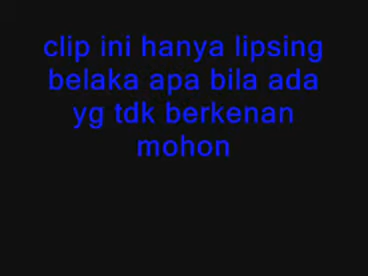 clip ini hanya lipsing
belaka apa bila ada
yg tdk berkenan
mohon